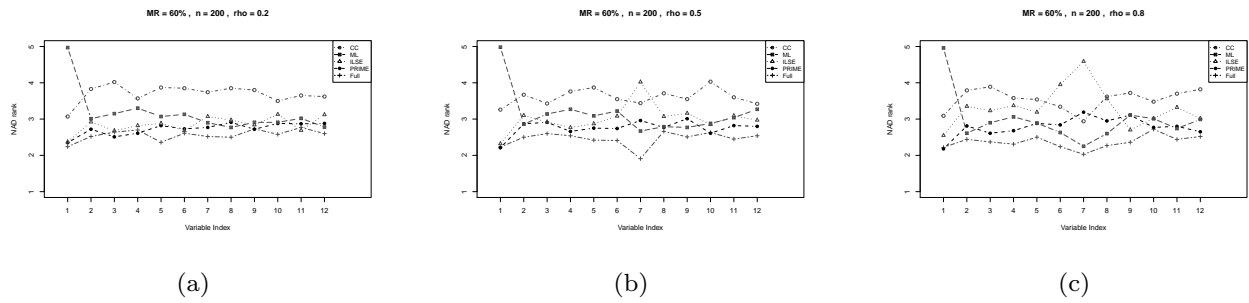 MR = 60% , n = 200 , rho = 0.2
NAD rank
5
4
3
2
1
CC
ML
ILSE
PRIME
Full
1 2 3 4 5 6 7 8 9 10 11 12
Variable Index
(a)
MR = 60% , n = 200 , rho = 0.5
NAD rank
5
4
3
2
1
CC
ML
ILSE
PRIME
Full
1 2 3 4 5 6 7 8 9 10 11 12
Variable Index
(b)
MR = 60% , n = 200 , rho = 0.8
NAD rank
5
4
3
2
1
CC
ML
ILSE
PRIME
Full
1 2 3 4 5 6 7 8 9 10 11 12
Variable Index
(c)